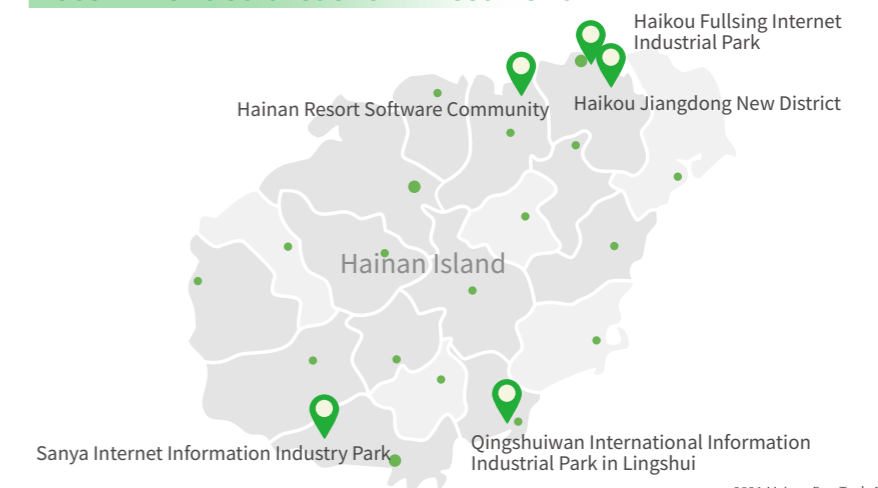 Haikou Fullsing Internet
Industrial Park
Hainan Resort Software Community
Haikou Jiangdong New District
Hainan Island
Sanya Internet Information Industry Park
Qingshuiwan International Information
Industrial Park in Lingshui